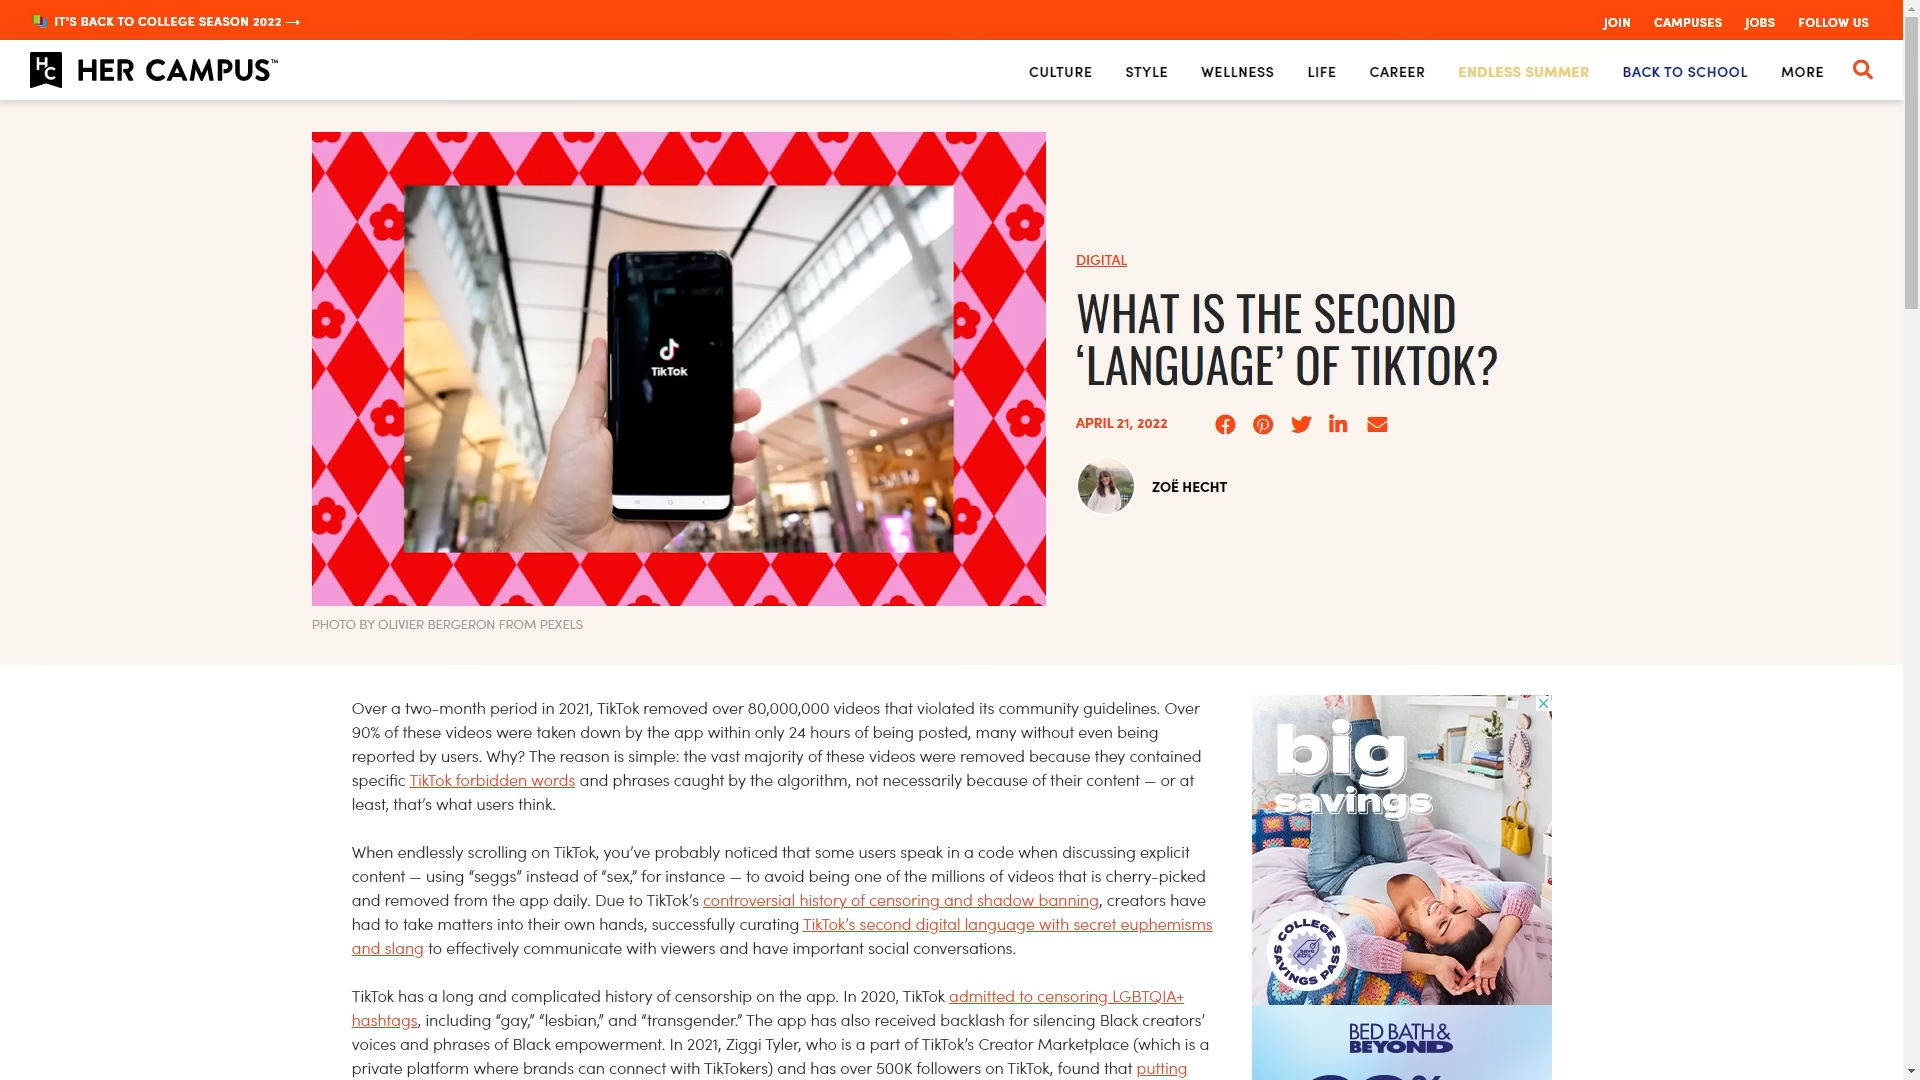 IT'S BACK TO COLLEGE SEASON 2022 →
JOIN CAMPUSES JOBS FOLLOW US
HC HER CAMPUS™
CULTURE STYLE WELLNESS LIFE CAREER ENDLESS SUMMER BACK TO SCHOOL MORE
TikTok
PHOTO BY OLIVIER BERGERON FROM PEXELS
DIGITAL
WHAT IS THE SECOND
‘LANGUAGE’ OF TIKTOK?
APRIL 21, 2022
ZOË HECHT
Over a two-month period in 2021, TikTok removed over 80,000,000 videos that violated its community guidelines. Over
90% of these videos were taken down by the app within only 24 hours of being posted, many without even being
reported by users. Why? The reason is simple: the vast majority of these videos were removed because they contained
specific TikTok forbidden words and phrases caught by the algorithm, not necessarily because of their content — or at
least, that’s what users think.
When endlessly scrolling on TikTok, you’ve probably noticed that some users speak in a code when discussing explicit
content — using “seggs” instead of “sex,” for instance — to avoid being one of the millions of videos that is cherry-picked
and removed from the app daily. Due to TikTok’s controversial history of censoring and shadow banning, creators have
had to take matters into their own hands, successfully curating TikTok’s second digital language with secret euphemisms
and slang to effectively communicate with viewers and have important social conversations.
TikTok has a long and complicated history of censorship on the app. In 2020, TikTok admitted to censoring LGBTQIA+
hashtags, including “gay,” “lesbian,” and “transgender.” The app has also received backlash for silencing Black creators’
voices and phrases of Black empowerment. In 2021, Ziggi Tyler, who is a part of TikTok’s Creator Marketplace (which is a
private platform where brands can connect with TikTokers) and has over 500K followers on TikTok, found that putting
big
savings
COLLEGE
SAVINGS PASS
save
20%
BED BATH &
BEYOND